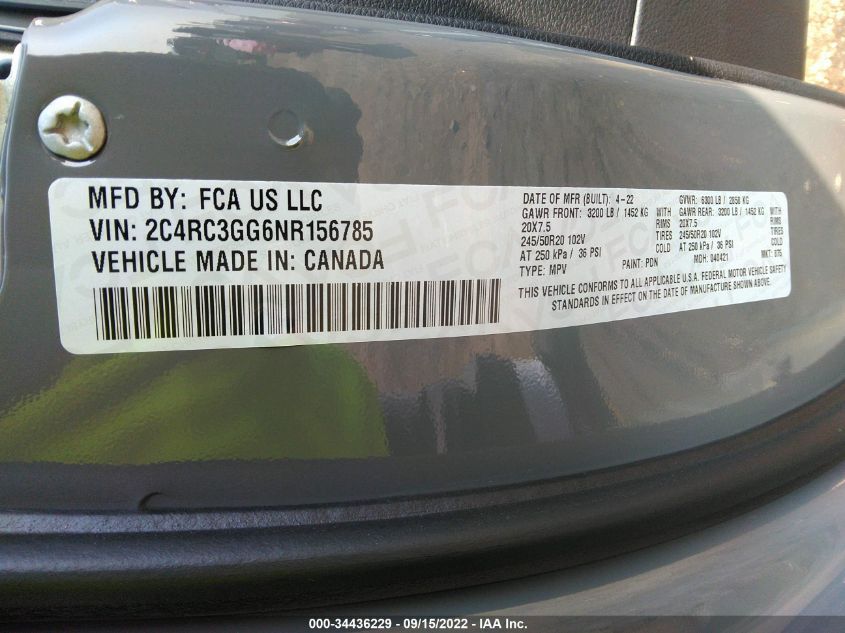 MFD BY: FCA US LLC
VIN: 2C4RC3GG6NR156785
VEHICLE MADE IN: CANADA
DATE OF MFR (BUILT): 4-22 GVWR: 6300 LB / 2858 KG
GAWR FRONT: 3200 LB / 1452 KG WITH GAWR REAR: 3200 LB / 1452 KG WITH
20X7.5 RIMS 20X7.5 RIMS
245/50R20 102V TIRES 245/50R20 102V TIRES
AT 250 kPa / 36 PSI COLD AT 250 kPa / 36 PSI COLD
TYPE: MPV PAINT: PDN MDH: 040421 MKT: B75
THIS VEHICLE CONFORMS TO ALL APPLICABLE U.S.A. FEDERAL MOTOR VEHICLE SAFETY
STANDARDS IN EFFECT ON THE DATE OF MANUFACTURE SHOWN ABOVE.
000-34436229 - 09/15/2022 - IAA Inc.